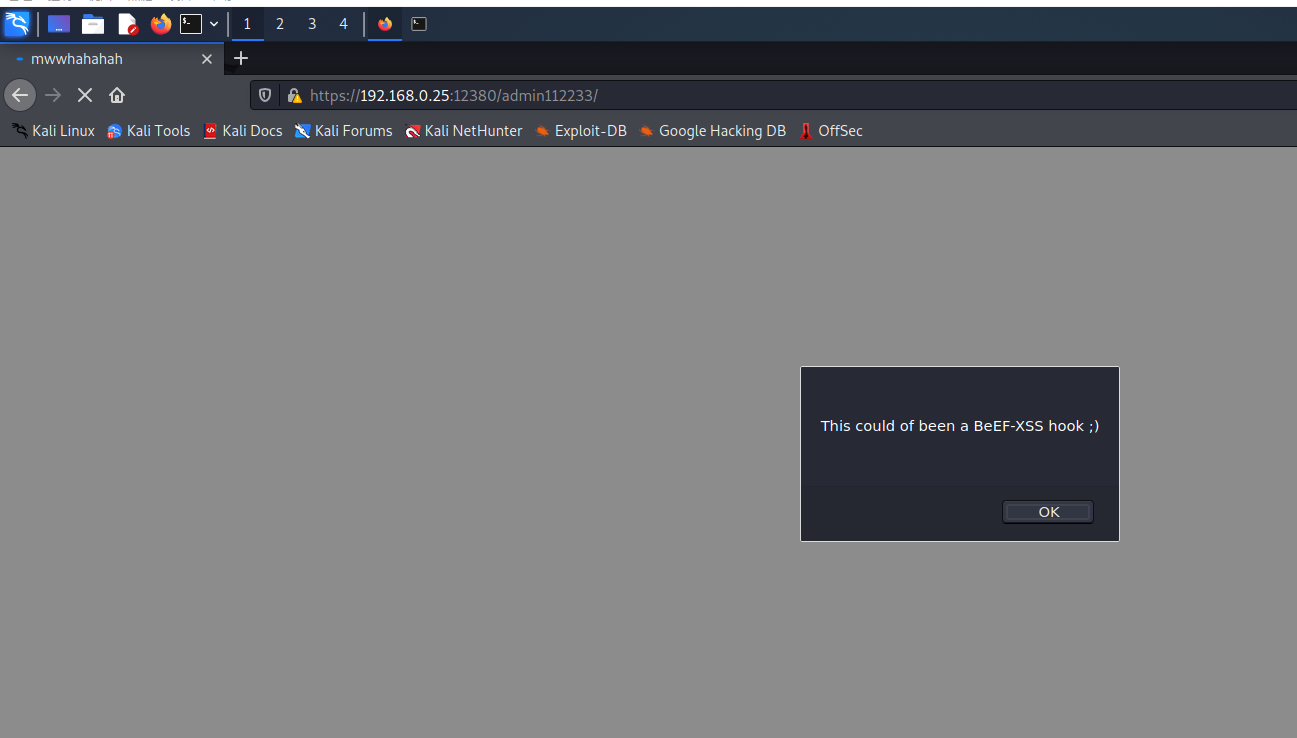 1 2 3 4
mwwhahahah
https://192.168.0.25:12380/admin112233/
Kali Linux Kali Tools Kali Docs Kali Forums Kali NetHunter Exploit-DB Google Hacking DB OffSec
This could of been a BeEF-XSS hook ;)
OK